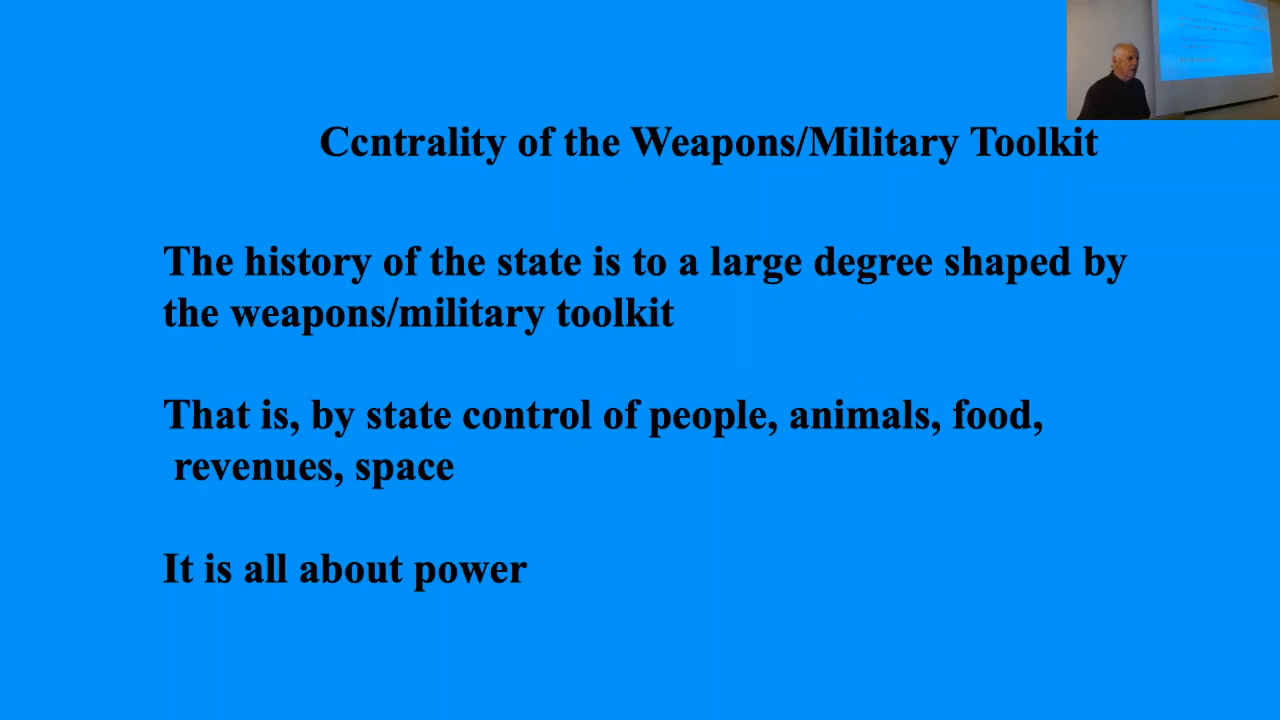 Ccntrality of the Weapons/Military Toolkit
The history of the state is to a large degree shaped by
the weapons/military toolkit
That is, by state control of people, animals, food,
revenues, space
It is all about power